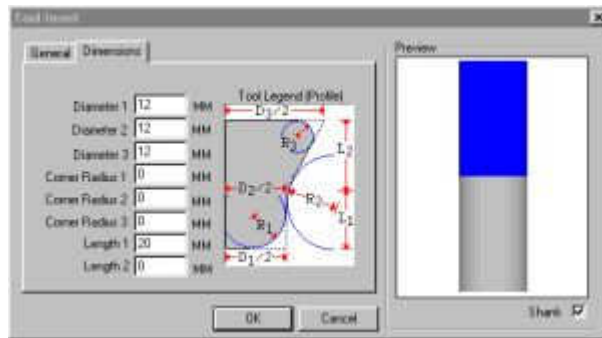 Tool Insert
General Dimensions
Diameter 1 12 MM
Diameter 2 12 MM
Diameter 3 12 MM
Corner Radius 1 0 MM
Corner Radius 2 0 MM
Corner Radius 3 0 MM
Length 1 20 MM
Length 2 0 MM
Tool Legend (Profile)
D3/2
R3
L2
D2/2
R2
L1
R1
D1/2
OK Cancel
Preview
Shank